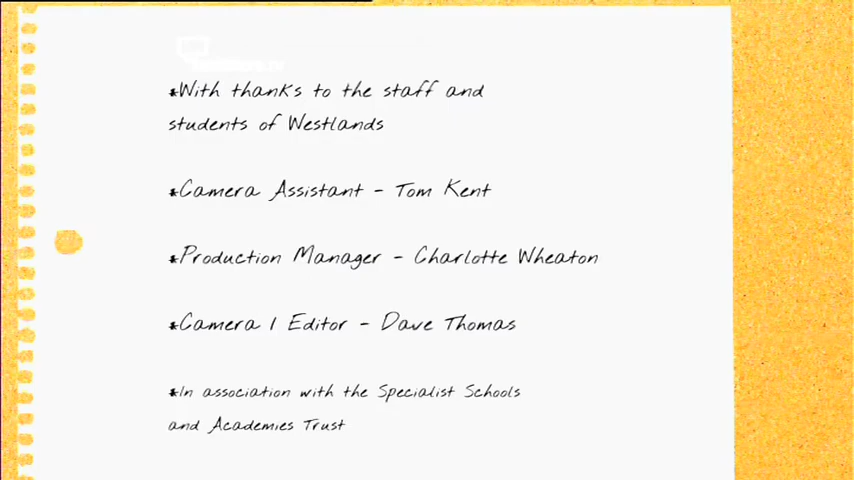 *With thanks to the staff and
students of Westlands
*Camera Assistant - Tom Kent
*Production Manager - Charlotte Wheaton
*Camera / Editor - Dave Thomas
*In association with the Specialist Schools
and Academies Trust